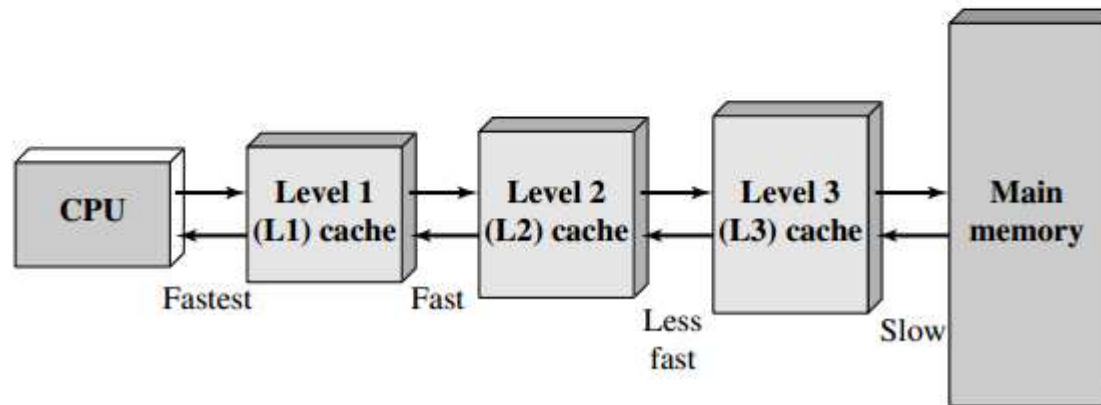 CPU
Level 1
(L1) cache
Level 2
(L2) cache
Level 3
(L3) cache
Main
memory
Fastest
Fast
Less
fast
Slow